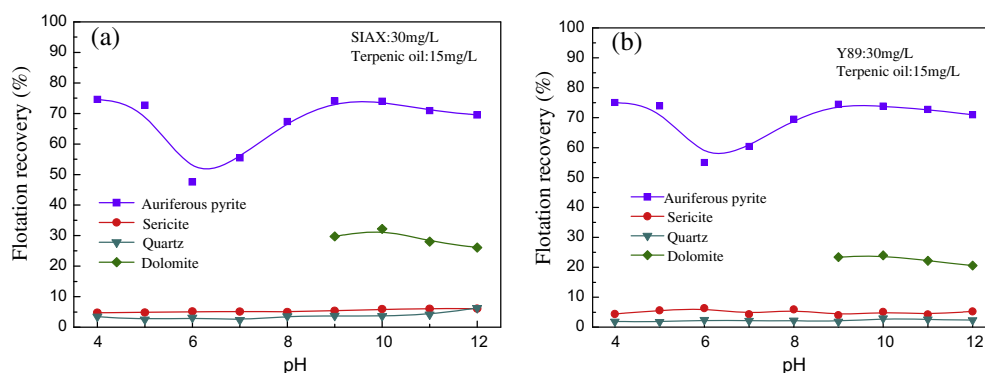 (a)
SIAX:30mg/L
Terpenic oil:15mg/L
Flotation recovery (%)
100
90
80
70
60
50
40
30
20
10
0
Auriferous pyrite
Sericite
Quartz
Dolomite
4
6
8
10
12
pH
(b)
Y89:30mg/L
Terpenic oil:15mg/L
Flotation recovery (%)
100
90
80
70
60
50
40
30
20
10
0
Auriferous pyrite
Sericite
Quartz
Dolomite
4
6
8
10
12
pH